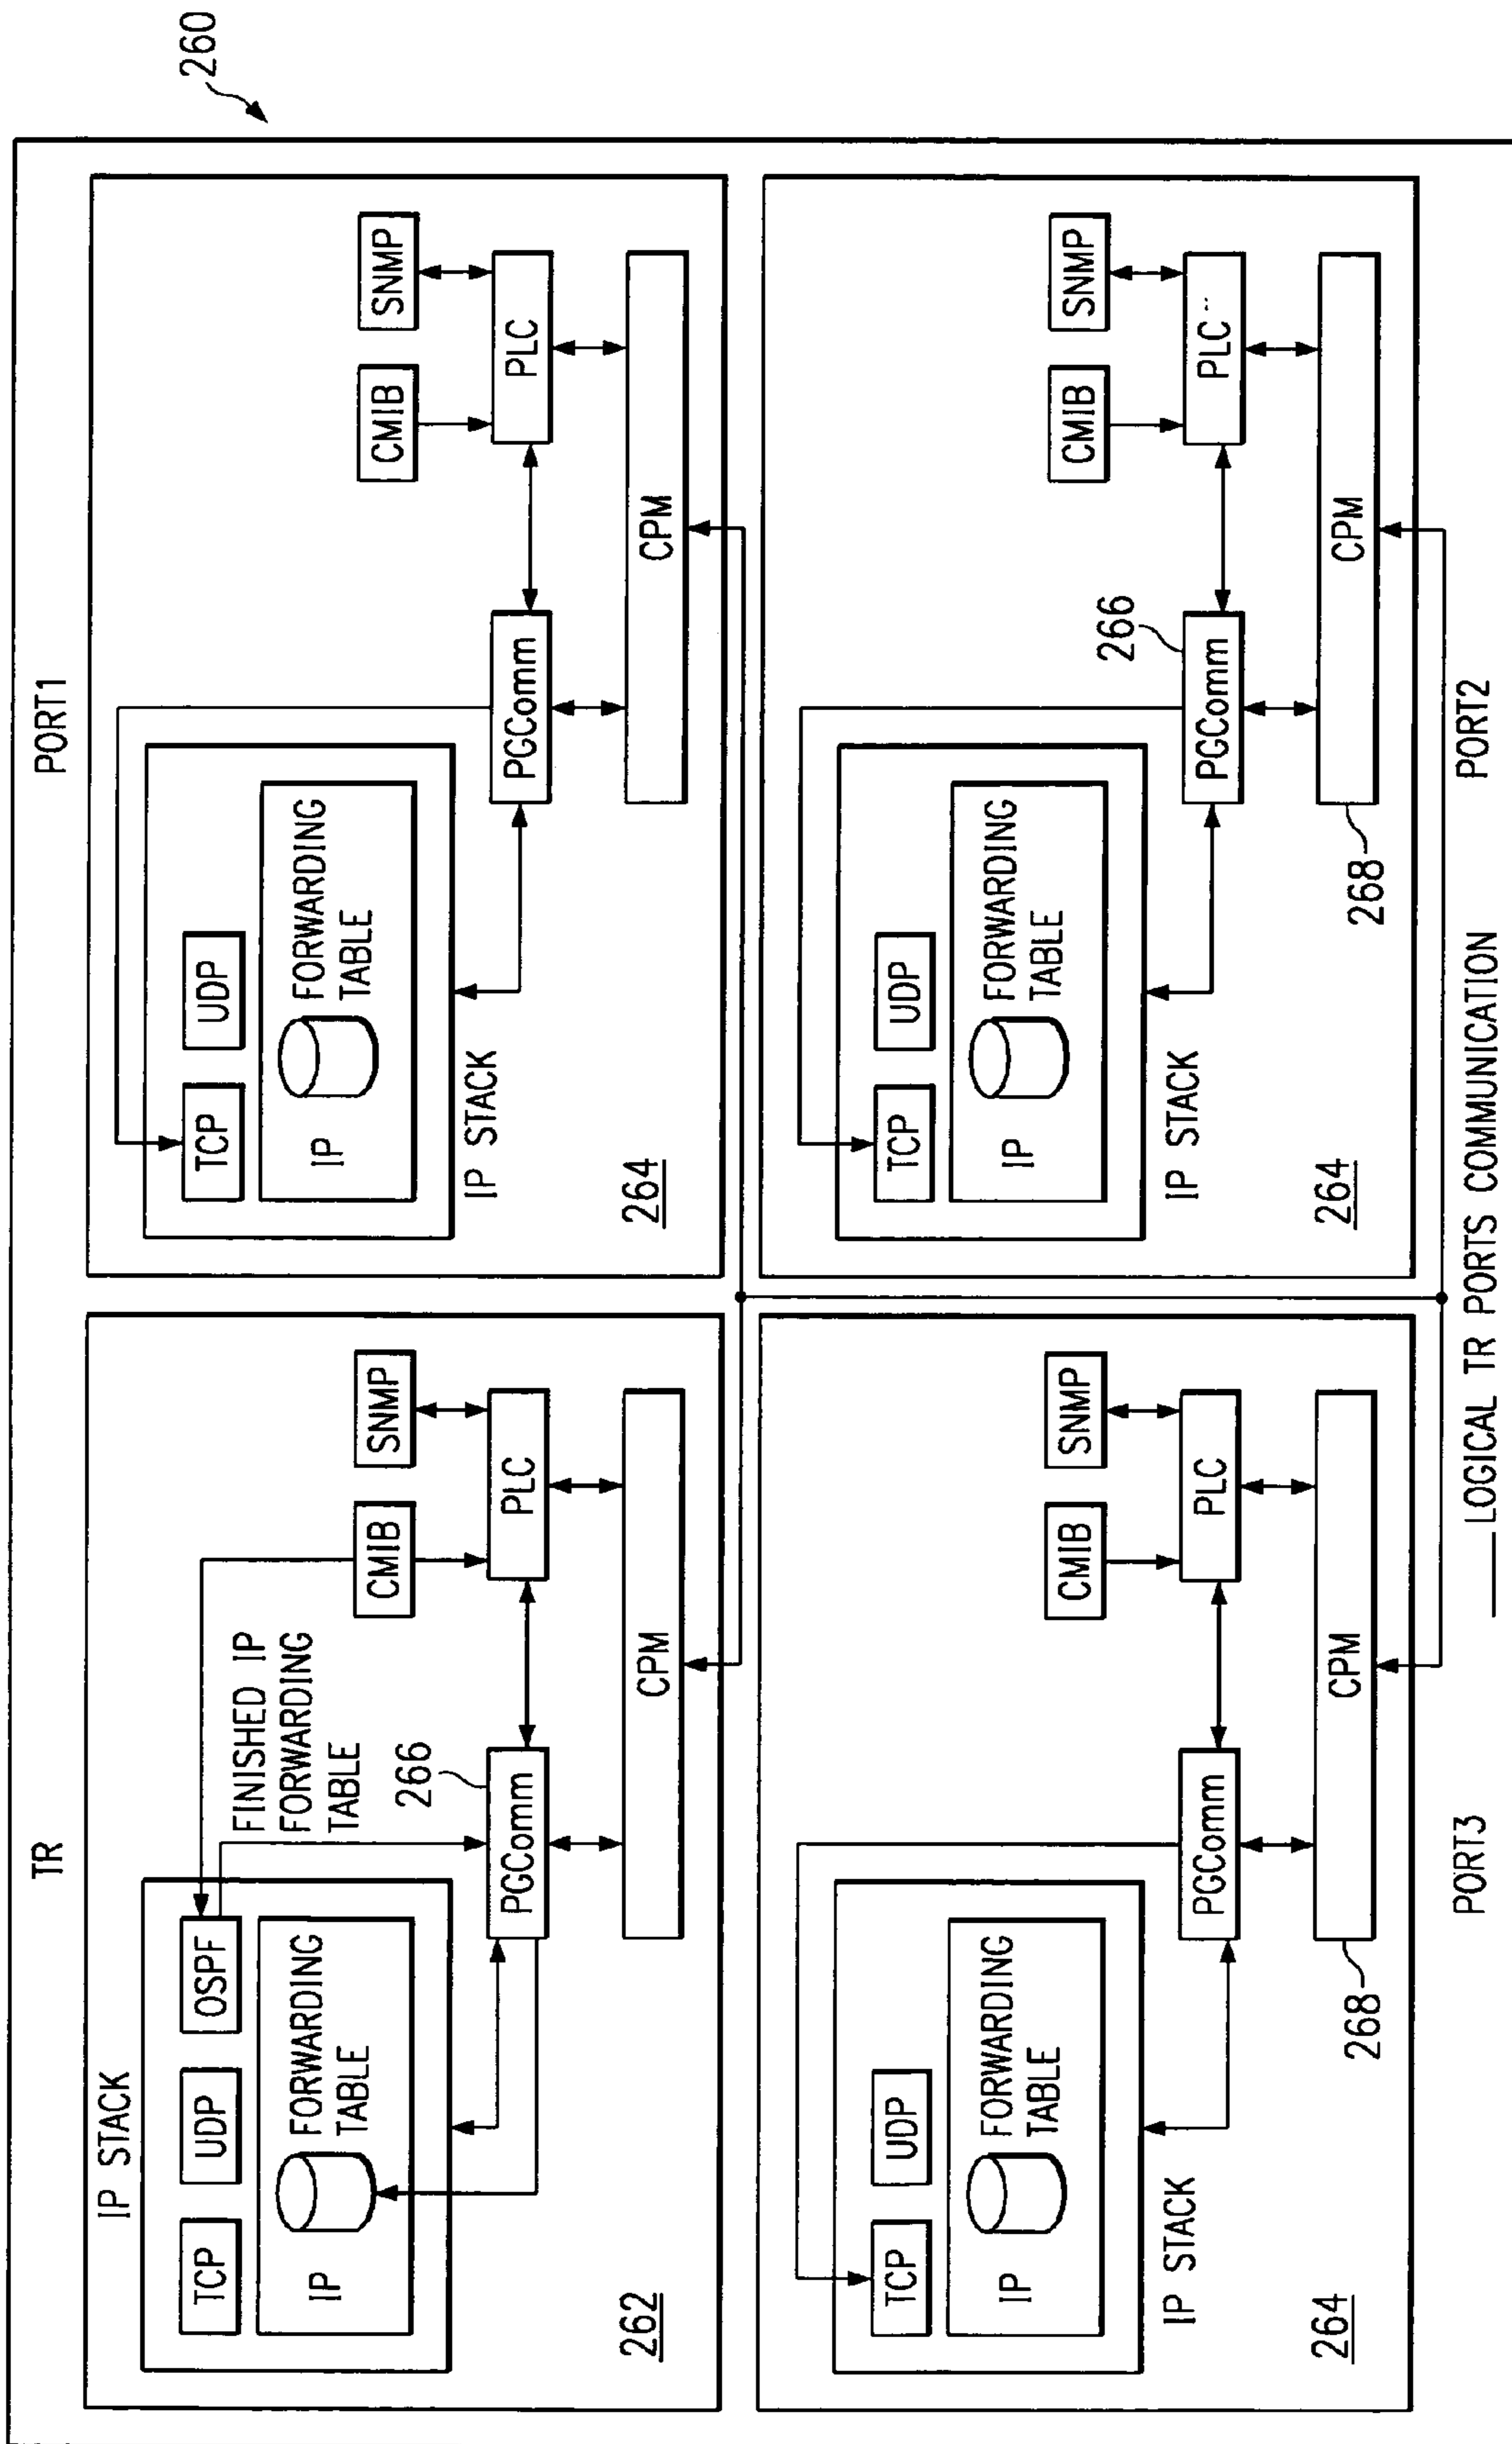 260
TR
IP STACK
TCP
UDP
OSPF
IP
FORWARDING
TABLE
FINISHED IP
FORWARDING
TABLE
266
PGComm
CMIB
SNMP
PLC
CPM
262
PORT1
TCP
UDP
IP
FORWARDING
TABLE
IP STACK
PGComm
CMIB
SNMP
PLC
CPM
264
TCP
UDP
IP
FORWARDING
TABLE
IP STACK
PGComm
CMIB
SNMP
PLC
CPM
268
264
PORT3
TCP
UDP
IP
FORWARDING
TABLE
IP STACK
266
PGComm
CMIB
SNMP
PLC
CPM
268
264
PORT2
LOGICAL TR PORTS COMMUNICATION